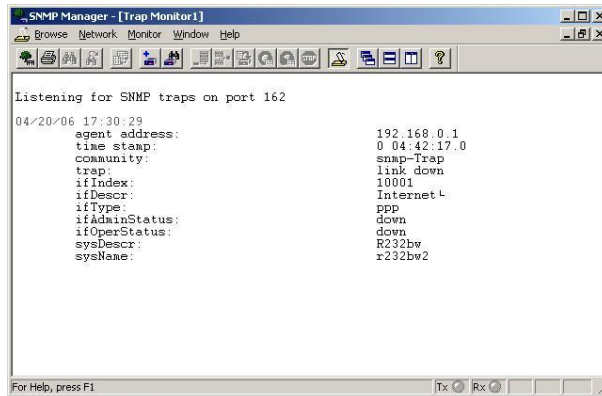 SNMP Manager - [Trap Monitor1]
Browse Network Monitor Window Help
Listening for SNMP traps on port 162
04/20/06 17:30:29
agent address: 192.168.0.1
time stamp: 0 04:42:17.0
community: snmp-Trap
trap: link down
ifIndex: 10001
ifDescr: Internet└
ifType: ppp
ifAdminStatus: down
ifOperStatus: down
sysDescr: R232bw
sysName: r232bw2
For Help, press F1 Tx Rx